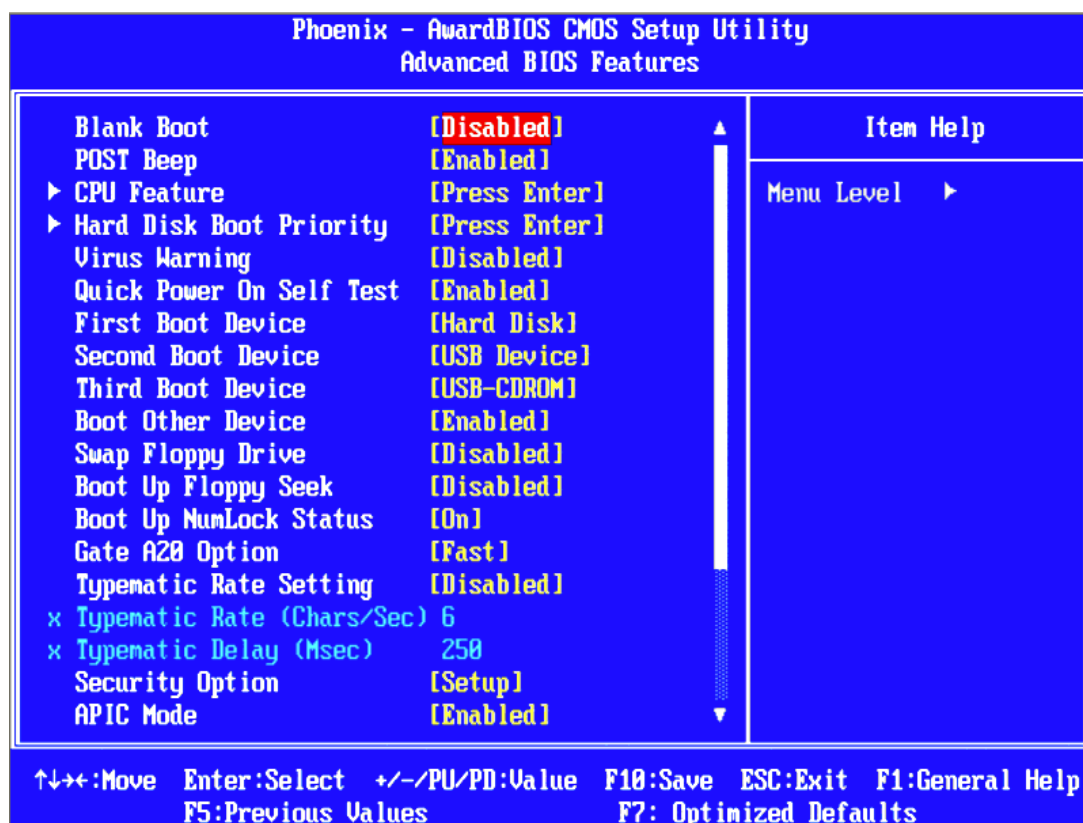 Phoenix - AwardBIOS CMOS Setup Utility
Advanced BIOS Features
Blank Boot [Disabled]
POST Beep [Enabled]
CPU Feature [Press Enter]
Hard Disk Boot Priority [Press Enter]
Virus Warning [Disabled]
Quick Power On Self Test [Enabled]
First Boot Device [Hard Disk]
Second Boot Device [USB Device]
Third Boot Device [USB-CDROM]
Boot Other Device [Enabled]
Swap Floppy Drive [Disabled]
Boot Up Floppy Seek [Disabled]
Boot Up NumLock Status [On]
Gate A20 Option [Fast]
Typematic Rate Setting [Disabled]
x Typematic Rate (Chars/Sec) 6
x Typematic Delay (Msec) 250
Security Option [Setup]
APIC Mode [Enabled]
Item Help
Menu Level
↑↓→←:Move Enter:Select +/-/PU/PD:Value F10:Save ESC:Exit F1:General Help
F5:Previous Values F7: Optimized Defaults